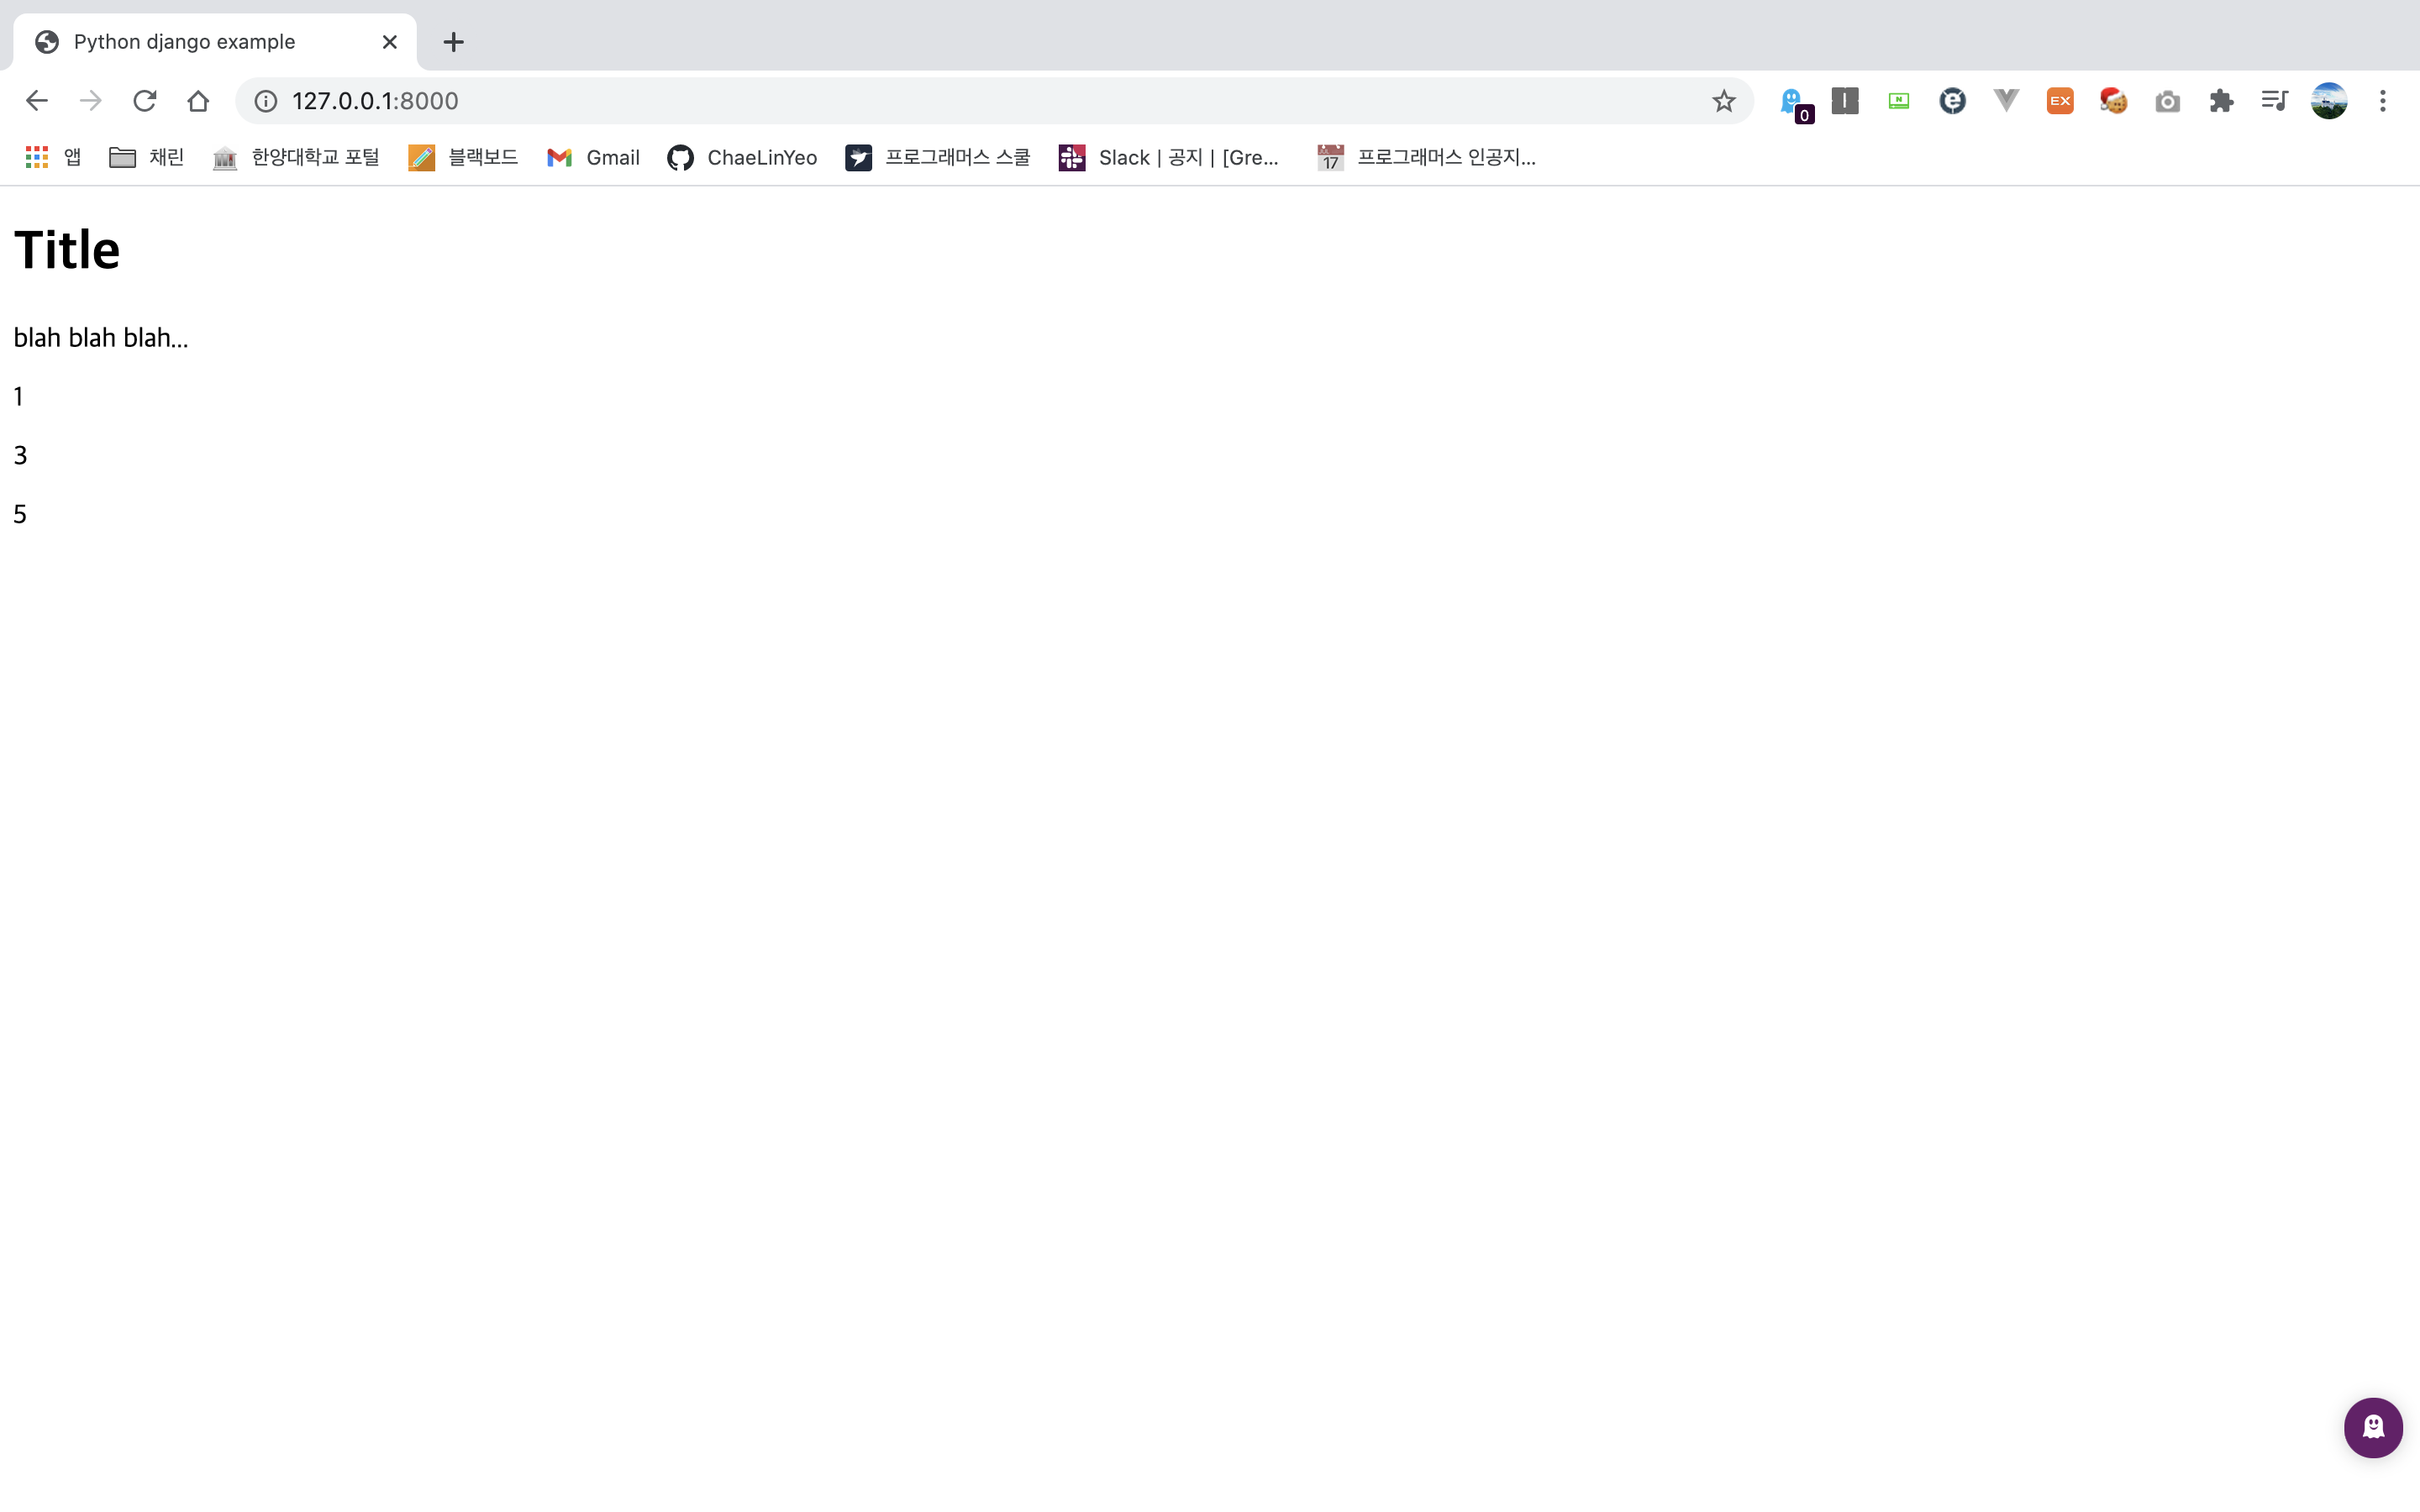 Python django example
127.0.0.1:8000
0
N
e
EX
앱
채린
한양대학교 포털
블랙보드
Gmail
ChaeLinYeo
프로그래머스 스쿨
Slack | 공지 | [Gre...
17
프로그래머스 인공지...
Title
blah blah blah...
1
3
5